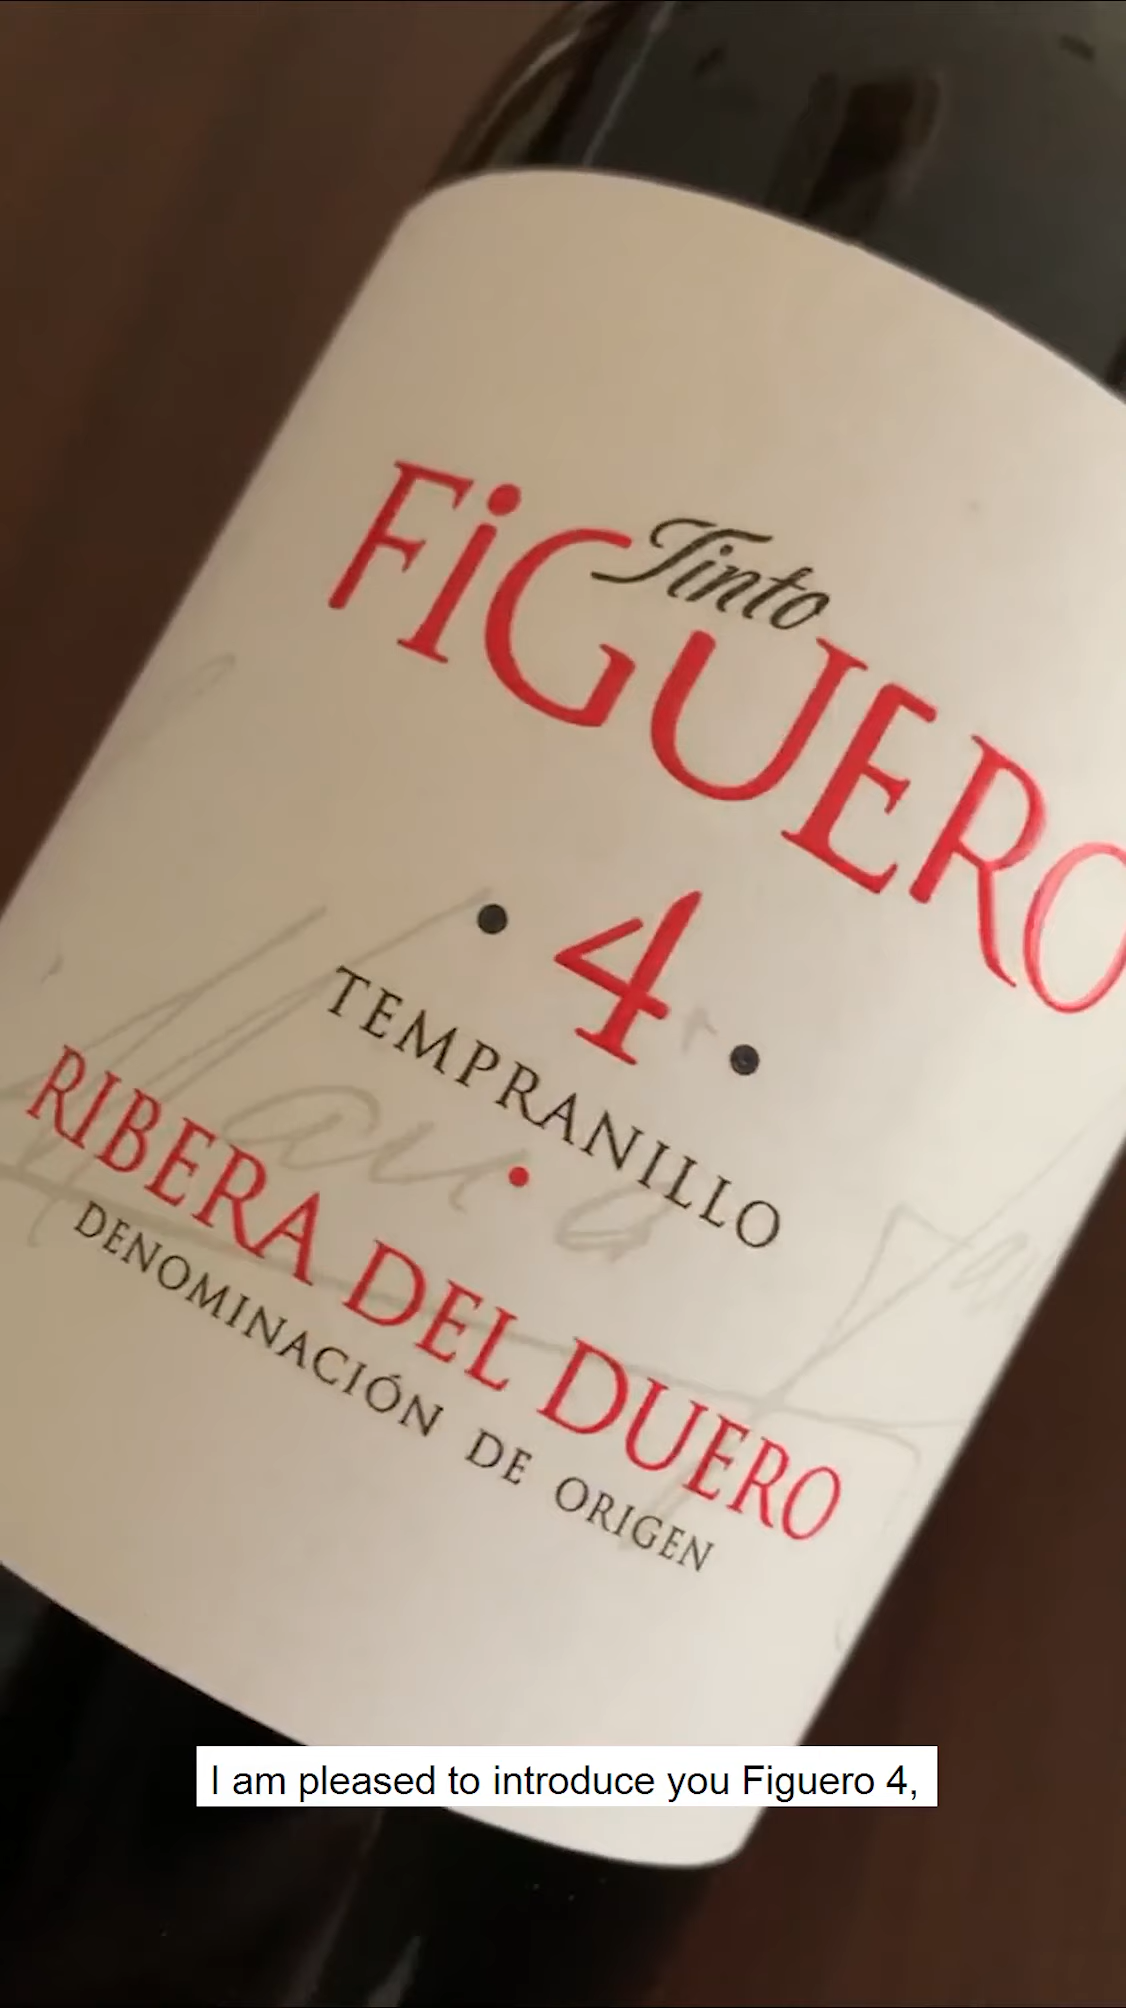 Tinto
FiGUERO
• 4 •
TEMPRANILLO
RIBERA DEL DUERO
DENOMINACIÓN DE ORIGEN
I am pleased to introduce you Figuero 4,